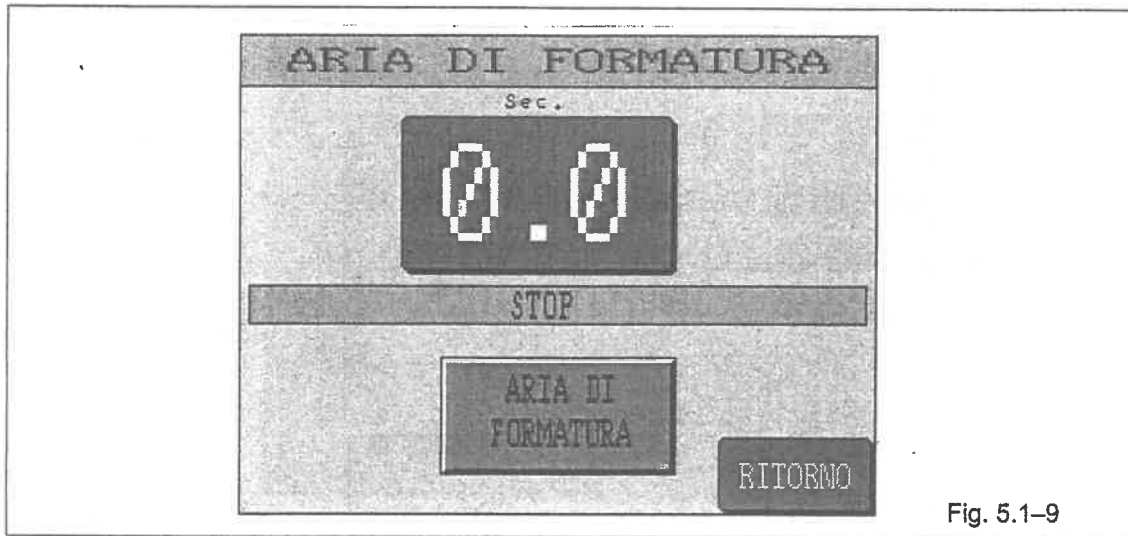 ARIA DI FORMATURA
Sec.
0.0
STOP
ARIA DI
FORMATURA
RITORNO
Fig. 5.1–9